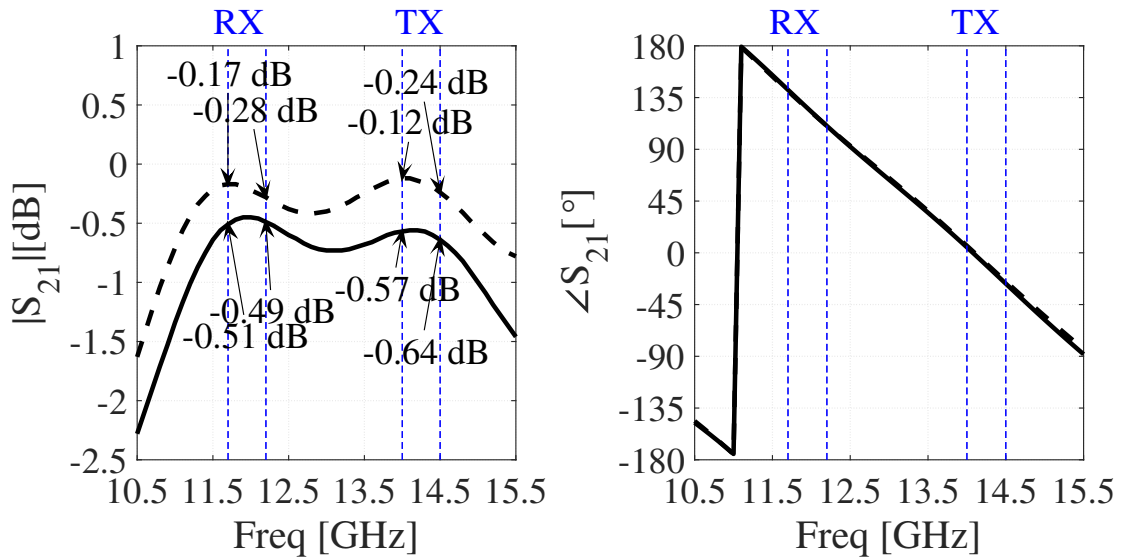 RX TX
1
0.5
0
-0.5
-1
-1.5
-2
-2.5
|S21||[dB]
-0.17 dB
-0.28 dB
-0.24 dB
-0.12 dB
-0.49 dB
-0.51 dB
-0.57 dB
-0.64 dB
10.5 11.5 12.5 13.5 14.5 15.5
Freq [GHz]
RX TX
180
135
90
45
0
-45
-90
-135
-180
∠S21[°]
10.5 11.5 12.5 13.5 14.5 15.5
Freq [GHz]